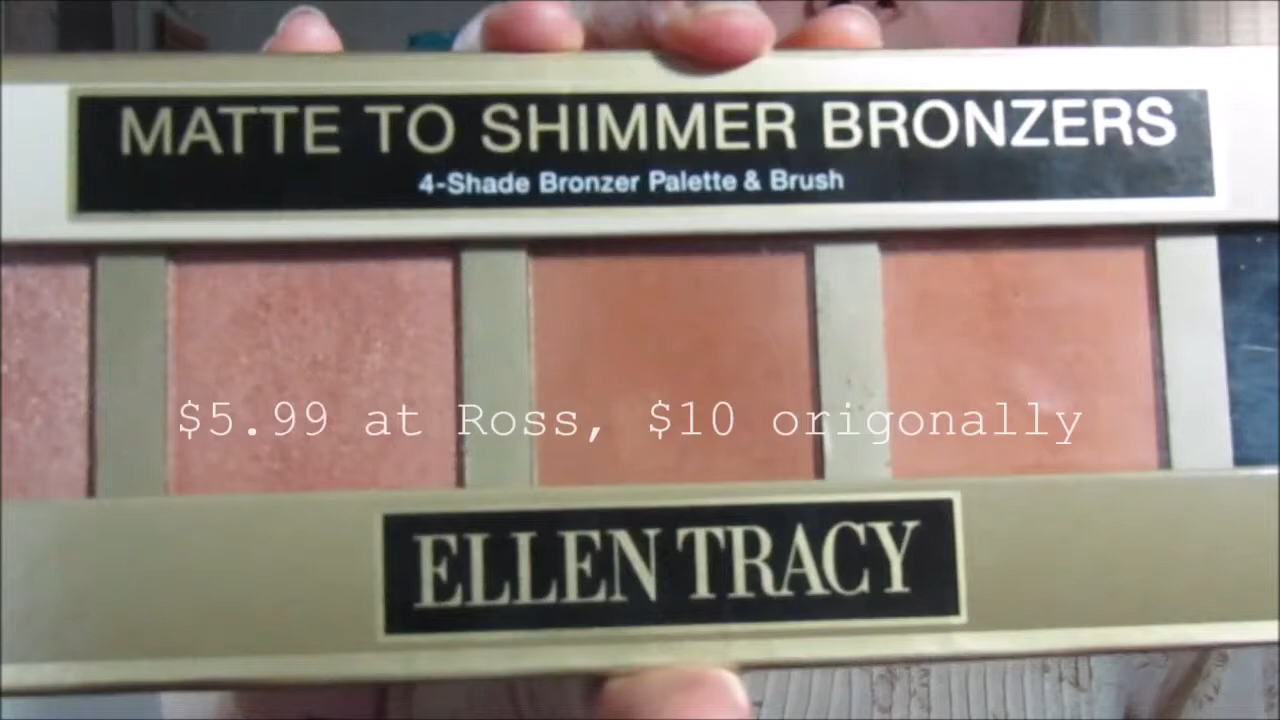 MATTE TO SHIMMER BRONZERS
4-Shade Bronzer Palette & Brush
$5.99 at Ross, $10 origonally
ELLEN TRACY